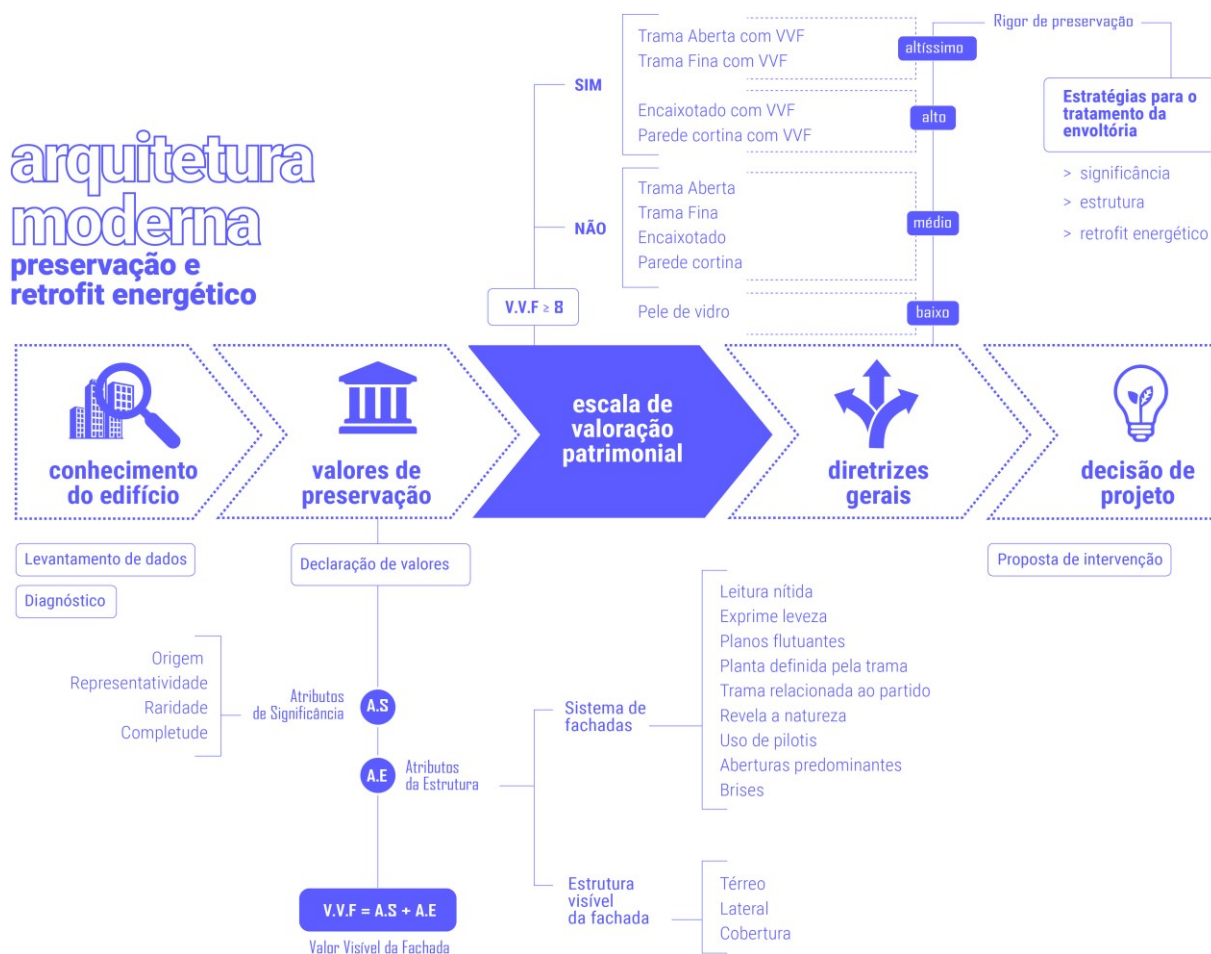 arquitetura
moderna
preservação e
retrofit energético
V.V.F ≥ 8
SIM
Trama Aberta com VVF
Trama Fina com VVF
altíssimo
Encaixotado com VVF
Parede cortina com VVF
alto
NÃO
Trama Aberta
Trama Fina
Encaixotado
Parede cortina
médio
Pele de vidro
baixo
Rigor de preservação
Estratégias para o
tratamento da
envoltória
> significância
> estrutura
> retrofit energético
conhecimento
do edifício
valores de
preservação
escala de
valoração
patrimonial
diretrizes
gerais
decisão de
projeto
Levantamento de dados
Diagnóstico
Declaração de valores
Proposta de intervenção
Origem
Representatividade
Raridade
Completude
Atributos
de Significância
A.S
A.E
Atributos
da Estrutura
Sistema de
fachadas
Leitura nítida
Exprime leveza
Planos flutuantes
Planta definida pela trama
Trama relacionada ao partido
Revela a natureza
Uso de pilotis
Aberturas predominantes
Brises
Estrutura
visível
da fachada
Térreo
Lateral
Cobertura
V.V.F = A.S + A.E
Valor Visível da Fachada